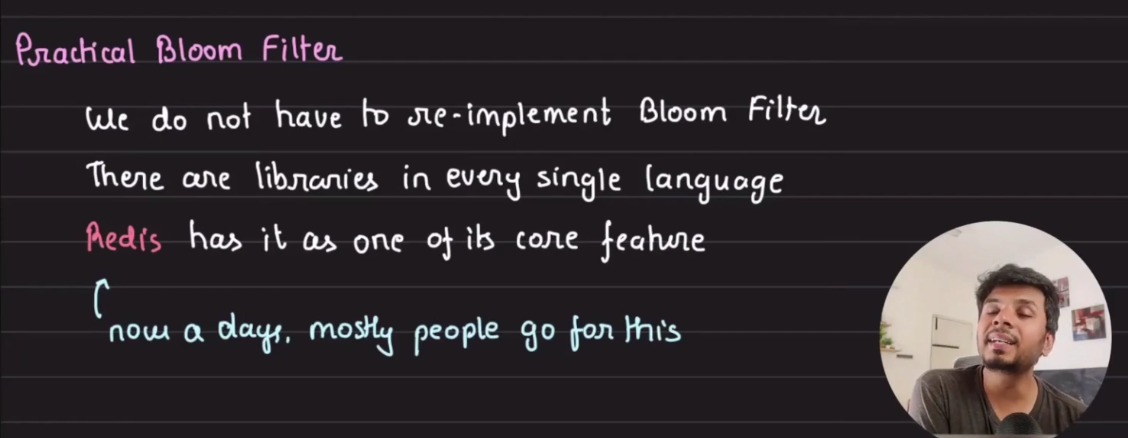 Practical Bloom Filter
We do not have to re-implement Bloom Filter
There are libraries in every single language
Redis has it as one of its core feature
now a days, mostly people go for this